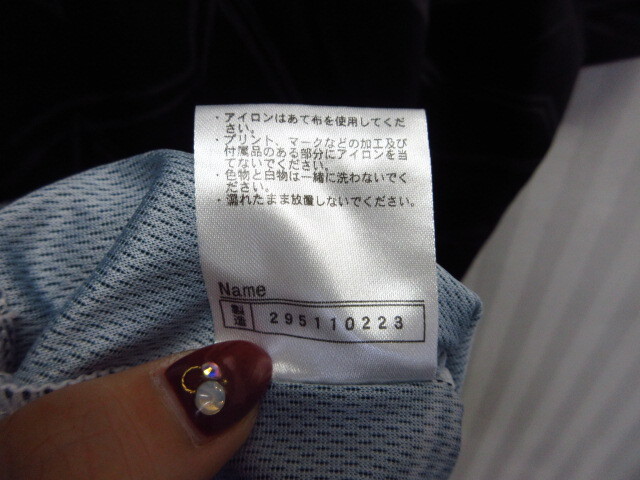 ・アイロンはあて布を使用してくだ
さい。
・プリント、マークなどの加工及び
付属品のある部分にアイロンを当
てないでください。
・色物と白物は一緒に洗わないでく
ださい。
・濡れたまま放置しないでください。
Name
製造 295110223